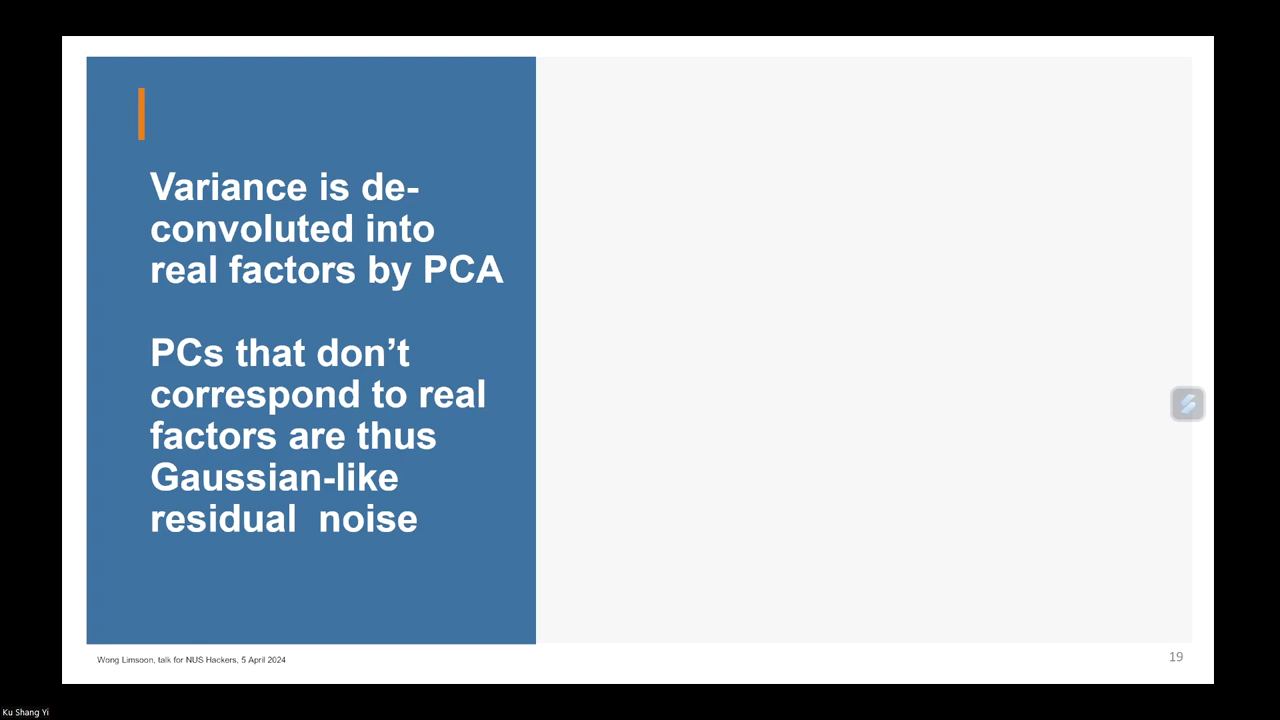 Variance is de-
convoluted into
real factors by PCA
PCs that don’t
correspond to real
factors are thus
Gaussian-like
residual  noise
Wong Limsoon, talk for NUS Hackers, 5 April 2024
19
Ku Shang Yi